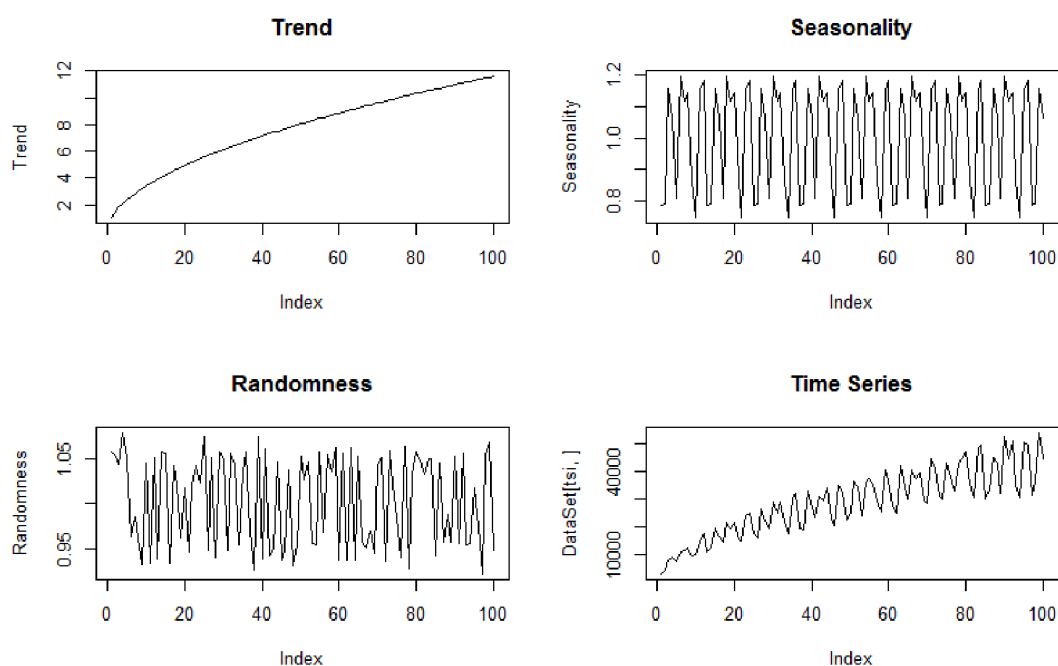 Trend
Trend
12
8
6
4
2
0 20 40 60 80 100
Index
Seasonality
Seasonality
1.2
1.0
0.8
0 20 40 60 80 100
Index
Randomness
Randomness
1.05
0.95
0 20 40 60 80 100
Index
Time Series
DataSet[tsi, ]
40000
10000
0 20 40 60 80 100
Index